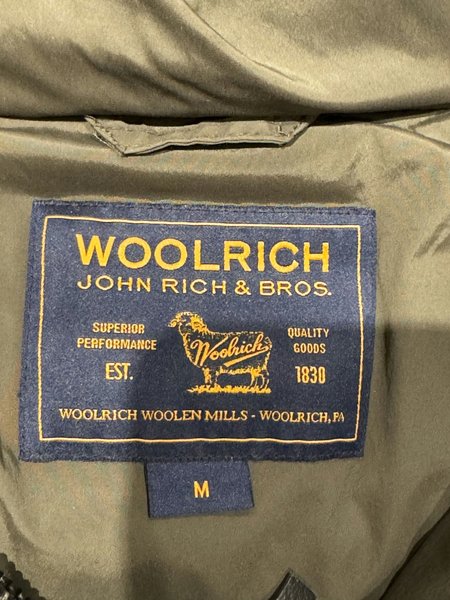 WOOLRICH
JOHN RICH & BROS.
SUPERIOR PERFORMANCE
EST.
Woolrich
QUALITY GOODS
1830
WOOLRICH WOOLEN MILLS - WOOLRICH, PA
M